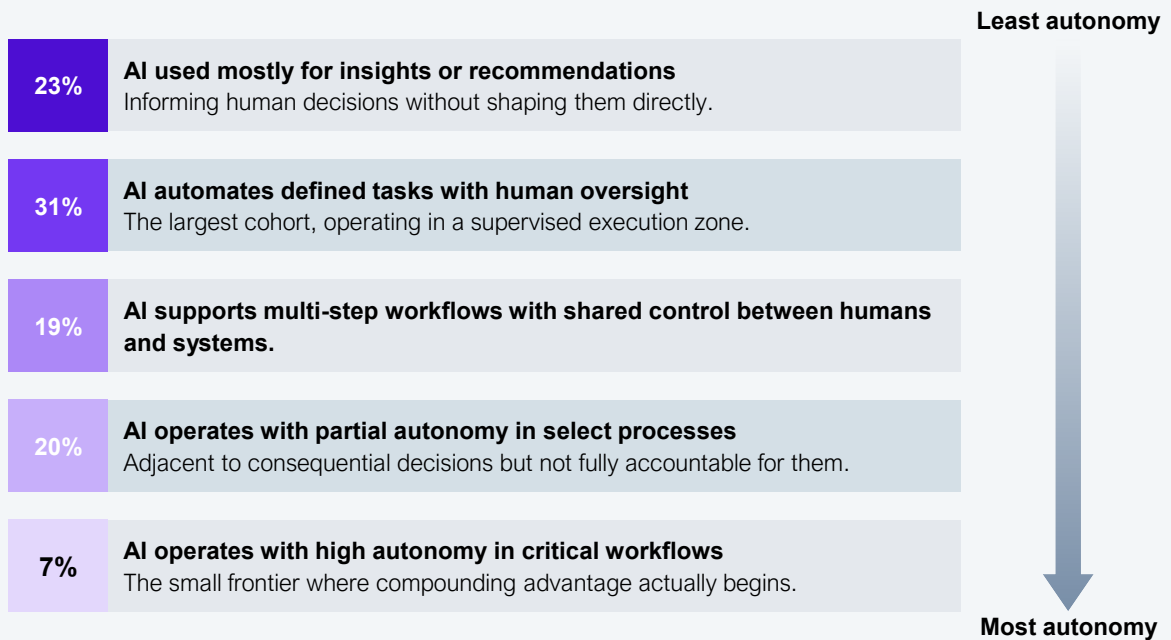 Least autonomy
23%
AI used mostly for insights or recommendations
Informing human decisions without shaping them directly.
31%
AI automates defined tasks with human oversight
The largest cohort, operating in a supervised execution zone.
19%
AI supports multi-step workflows with shared control between humans
and systems.
20%
AI operates with partial autonomy in select processes
Adjacent to consequential decisions but not fully accountable for them.
7%
AI operates with high autonomy in critical workflows
The small frontier where compounding advantage actually begins.
Most autonomy